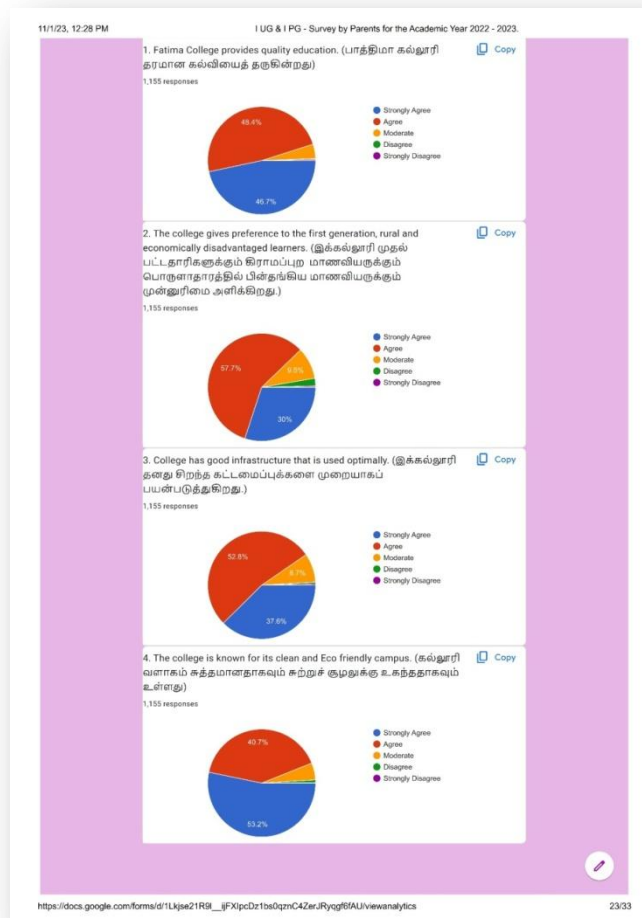 11/1/23, 12:28 PM
I UG & I PG - Survey by Parents for the Academic Year 2022 - 2023.
1. Fatima College provides quality education. (பாத்திமா கல்லூரி
தரமான கல்வியைத் தருகின்றது)
Copy
1,155 responses
48.4%
46.7%
Strongly Agree
Agree
Moderate
Disagree
Strongly Disagree
2. The college gives preference to the first generation, rural and
economically disadvantaged learners. (இக்கல்லூரி முதல்
பட்டதாரிகளுக்கும் கிராமப்புற மாணவியருக்கும்
பொருளாதாரத்தில் பின்தங்கிய மாணவியருக்கும்
முன்னுரிமை அளிக்கிறது.)
Copy
1,155 responses
57.7%
9.5%
30%
Strongly Agree
Agree
Moderate
Disagree
Strongly Disagree
3. College has good infrastructure that is used optimally. (இக்கல்லூரி
தனது சிறந்த கட்டமைப்புக்களை முறையாகப்
பயன்படுத்துகிறது.)
Copy
1,155 responses
52.8%
8.7%
37.6%
Strongly Agree
Agree
Moderate
Disagree
Strongly Disagree
4. The college is known for its clean and Eco friendly campus. (கல்லூரி
வளாகம் சுத்தமானதாகவும் சுற்றுச் சூழலுக்கு உகந்ததாகவும்
உள்ளது)
Copy
1,155 responses
40.7%
53.2%
Strongly Agree
Agree
Moderate
Disagree
Strongly Disagree
23/33